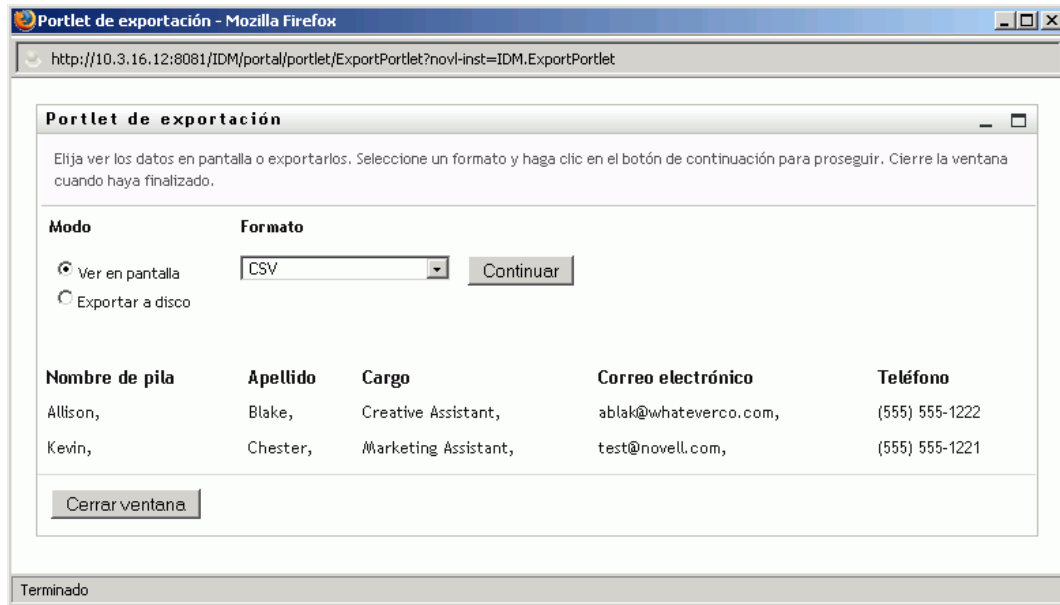 Portlet de exportación - Mozilla Firefox
http://10.3.16.12:8081/IDM/portal/portlet/ExportPortlet?novl-inst=IDM.ExportPortlet
Portlet de exportación
Elija ver los datos en pantalla o exportarlos. Seleccione un formato y haga clic en el botón de continuación para proseguir. Cierre la ventana
cuando haya finalizado.
Modo Formato
Ver en pantalla CSV Continuar
Exportar a disco
Nombre de pila Apellido Cargo Correo electrónico Teléfono
Allison, Blake, Creative Assistant, ablak@whateverco.com, (555) 555-1222
Kevin, Chester, Marketing Assistant, test@novell.com, (555) 555-1221
Cerrar ventana
Terminado